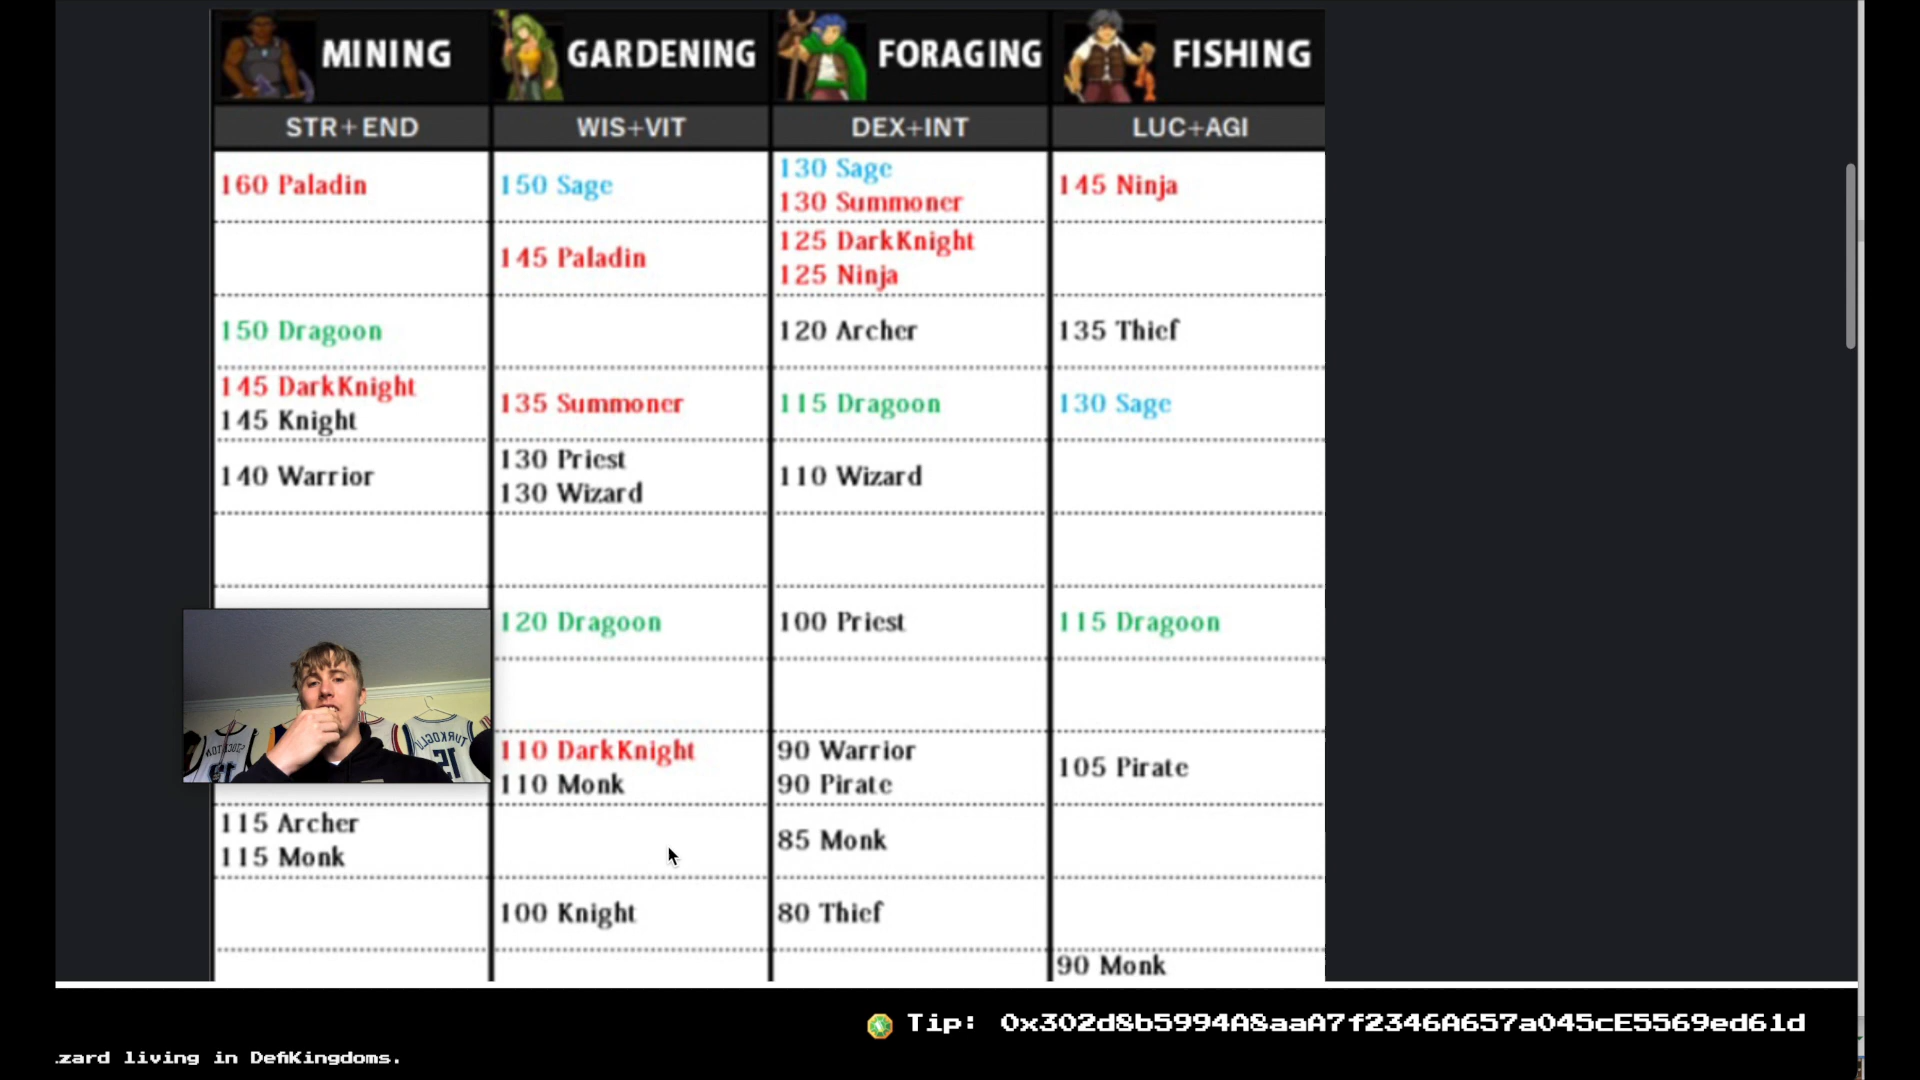 MINING
STR+END
160 Paladin
150 Dragoon
145 DarkKnight
145 Knight
140 Warrior
115 Archer
115 Monk
GARDENING
WIS+VIT
150 Sage
145 Paladin
135 Summoner
130 Priest
130 Wizard
120 Dragoon
110 DarkKnight
110 Monk
100 Knight
FORAGING
DEX+INT
130 Sage
130 Summoner
125 DarkKnight
125 Ninja
120 Archer
115 Dragoon
110 Wizard
100 Priest
90 Warrior
90 Pirate
85 Monk
80 Thief
FISHING
LUC+AGI
145 Ninja
135 Thief
130 Sage
115 Dragoon
105 Pirate
90 Monk
TURKOGLU
15
Tip: 0x302d8b5994A8aaA7f2346A657a045cE5569ed61d
.zard living in DefiKingdoms.